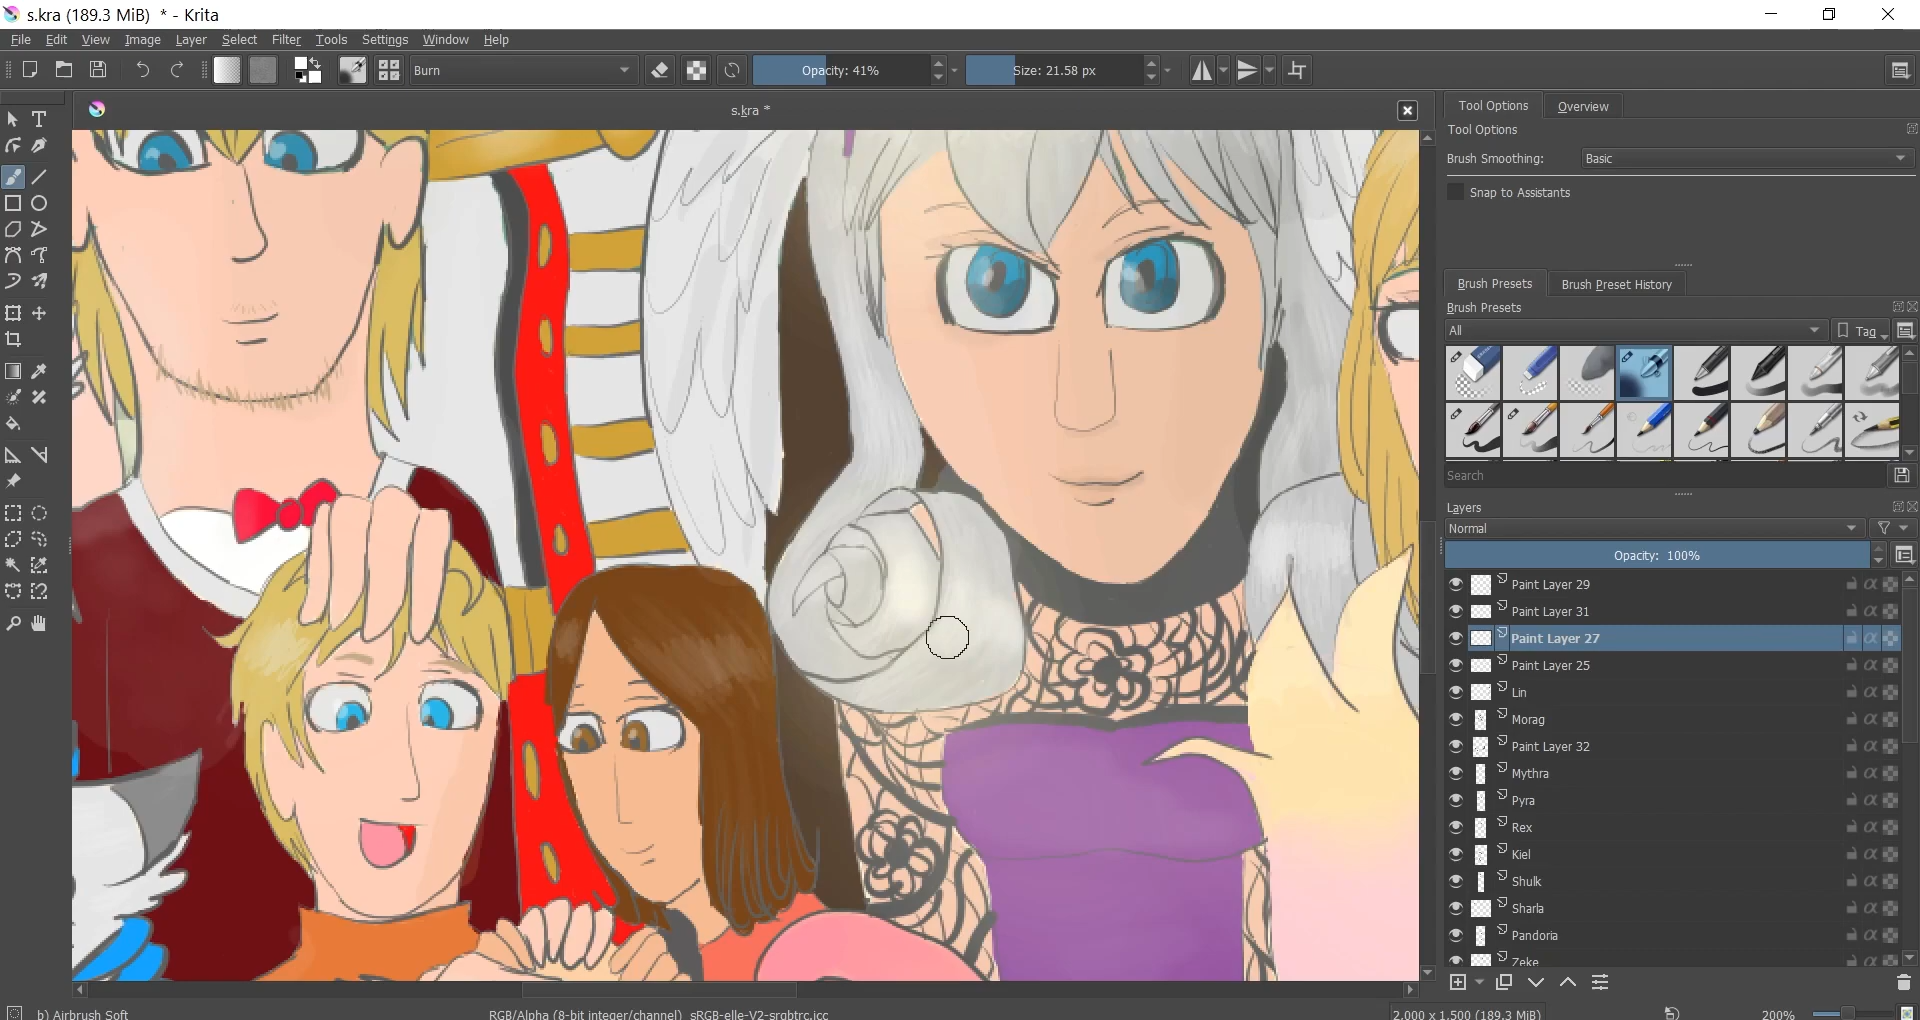 s.kra (189.3 MiB) * - Krita
File Edit View Image Layer Select Filter Tools Settings Window Help
Burn Opacity: 41% Size: 21.58 px
s.kra *
Tool Options Overview
Tool Options
Brush Smoothing: Basic
Snap to Assistants
Brush Presets Brush Preset History
Brush Presets
All Tag
Search
Layers
Normal
Opacity: 100%
Paint Layer 29
Paint Layer 31
Paint Layer 27
Paint Layer 25
Lin
Morag
Paint Layer 32
Mythra
Pyra
Rex
Kiel
Shulk
Sharla
Pandoria
Zeke
b) Airbrush Soft RGB/Alpha (8-bit integer/channel) sRGB-elle-V2-srgbtrc.icc 2,000 x 1,500 (189.3 MiB) 200%